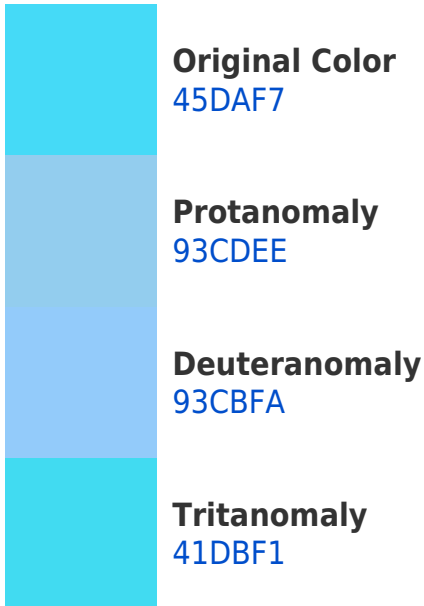 Original Color
45DAF7
Protanomaly
93CDEE
Deuteranomaly
93CBFA
Tritanomaly
41DBF1